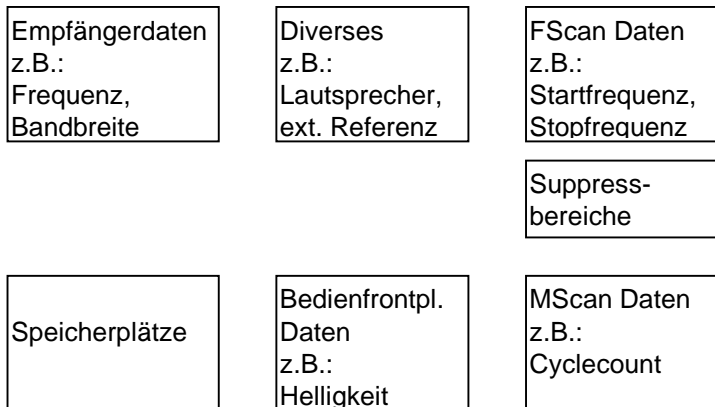 Empfängerdaten
z.B.:
Frequenz,
Bandbreite
Diverses
z.B.:
Lautsprecher,
ext. Referenz
FScan Daten
z.B.:
Startfrequenz,
Stopfrequenz
Suppress-
bereiche
Speicherplätze
Bedienfrontpl.
Daten
z.B.:
Helligkeit
MScan Daten
z.B.:
Cyclecount